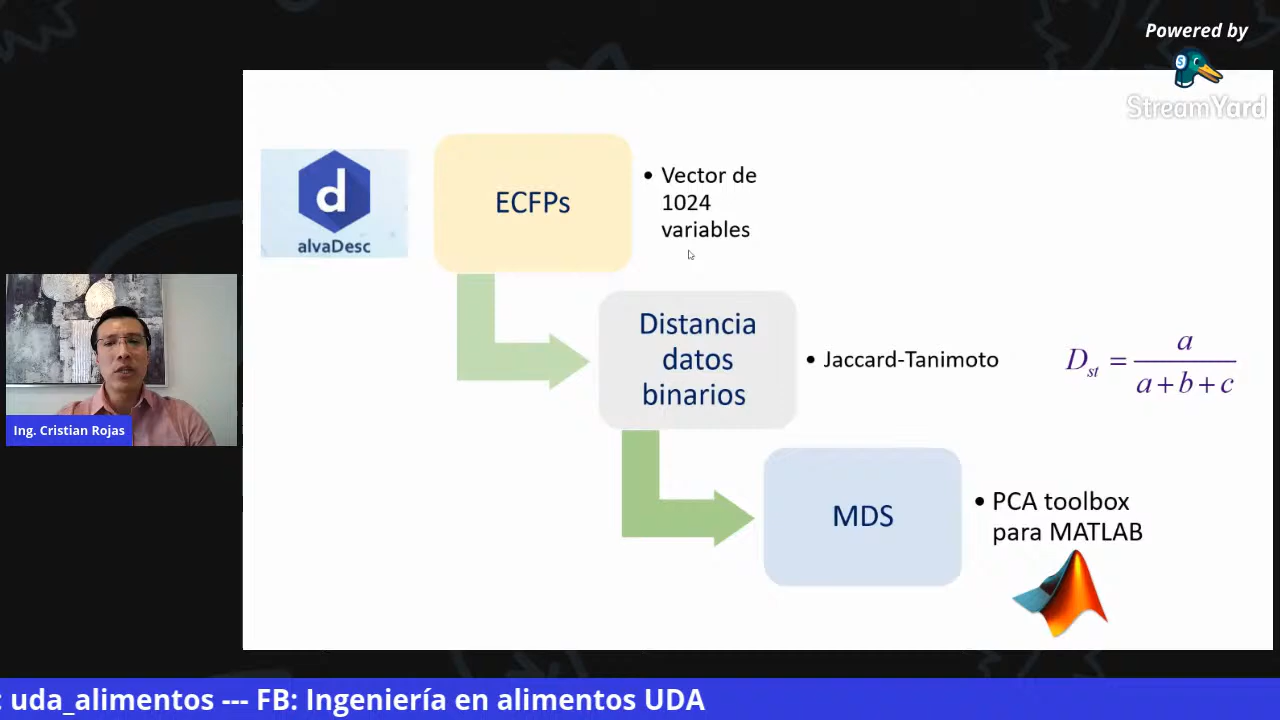 Powered by
StreamYard
d
alvaDesc
ECFPs
• Vector de
1024
variables
Distancia
datos
binarios
• Jaccard-Tanimoto
D_st = a / (a+b+c)
MDS
• PCA toolbox
para MATLAB
Ing. Cristian Rojas
: uda_alimentos --- FB: Ingeniería en alimentos UDA